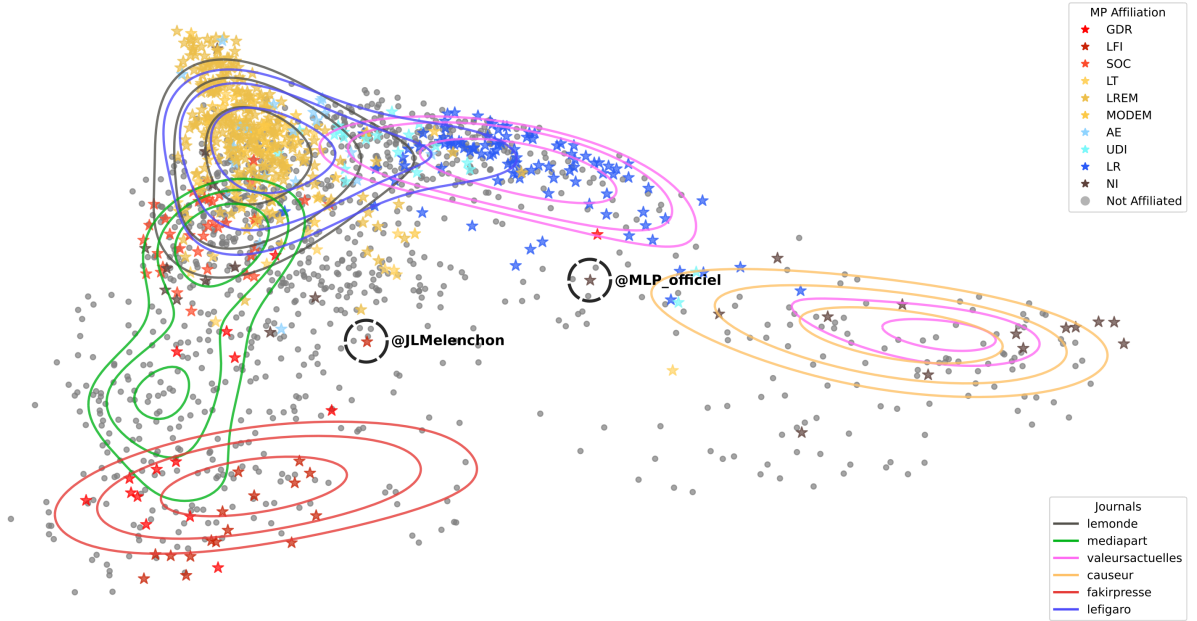 MP Affiliation
GDR
LFI
SOC
LT
LREM
MODEM
AE
UDI
LR
NI
Not Affiliated
@MLP_officiel
@JLMelenchon
Journals
lemonde
mediapart
valeursactuelles
causeur
fakirpresse
lefigaro